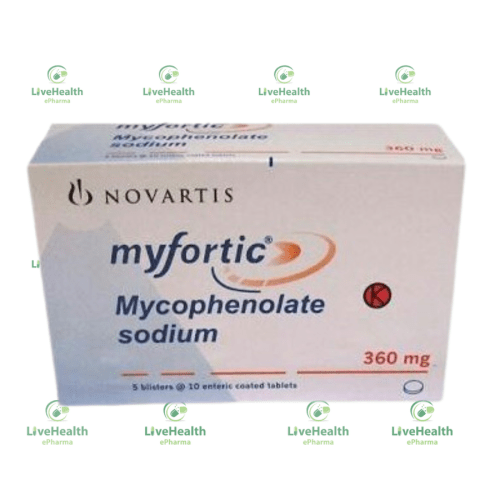 LiveHealth LiveHealth LiveHealth LiveHealth
ePharma ePharma ePharma ePharma
myfortic
Mycophenolate
sodium
360 mg
NOVARTIS
myfortic®
Mycophenolate
sodium
K
360 mg
5 blisters @ 10 enteric coated tablets
LiveHealth LiveHealth LiveHealth LiveHealth
ePharma ePharma ePharma ePharma